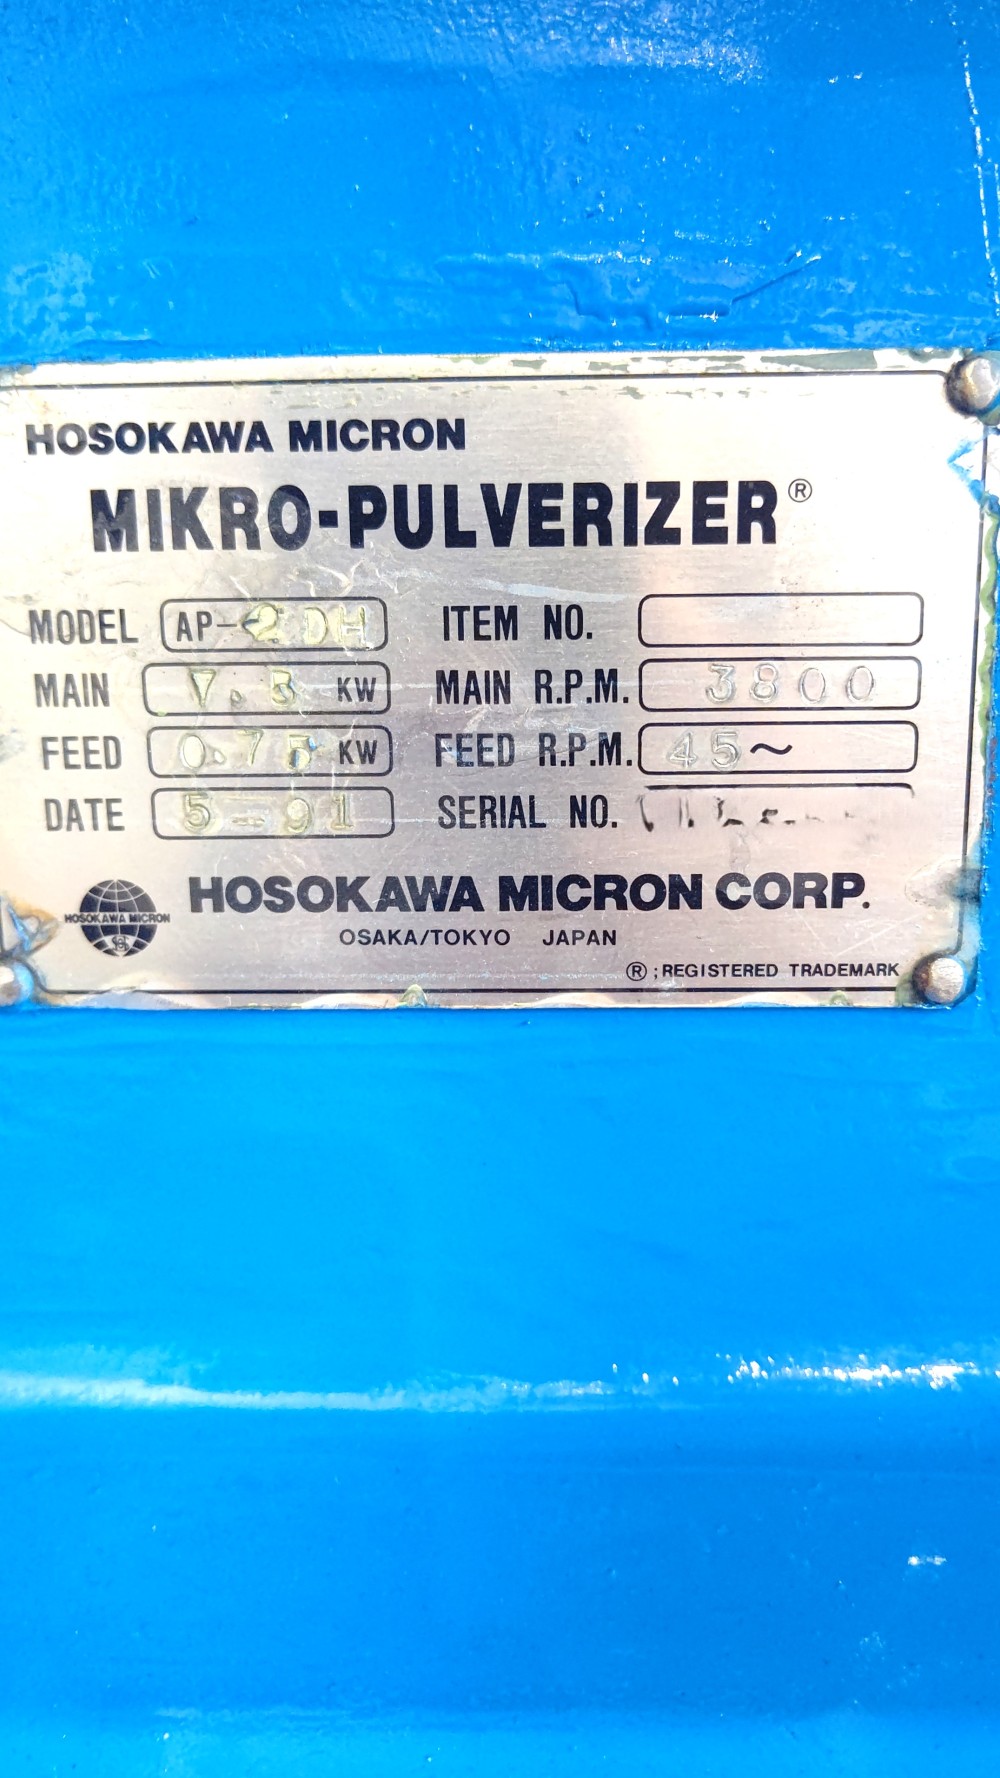 HOSOKAWA MICRON
MIKRO-PULVERIZER®
MODEL AP-2DH ITEM NO.
MAIN 7.5 KW MAIN R.P.M. 3800
FEED 0.75 KW FEED R.P.M. 45~
DATE 5-91 SERIAL NO.
HOSOKAWA MICRON HOSOKAWA MICRON CORP.
OSAKA/TOKYO JAPAN
® ; REGISTERED TRADEMARK